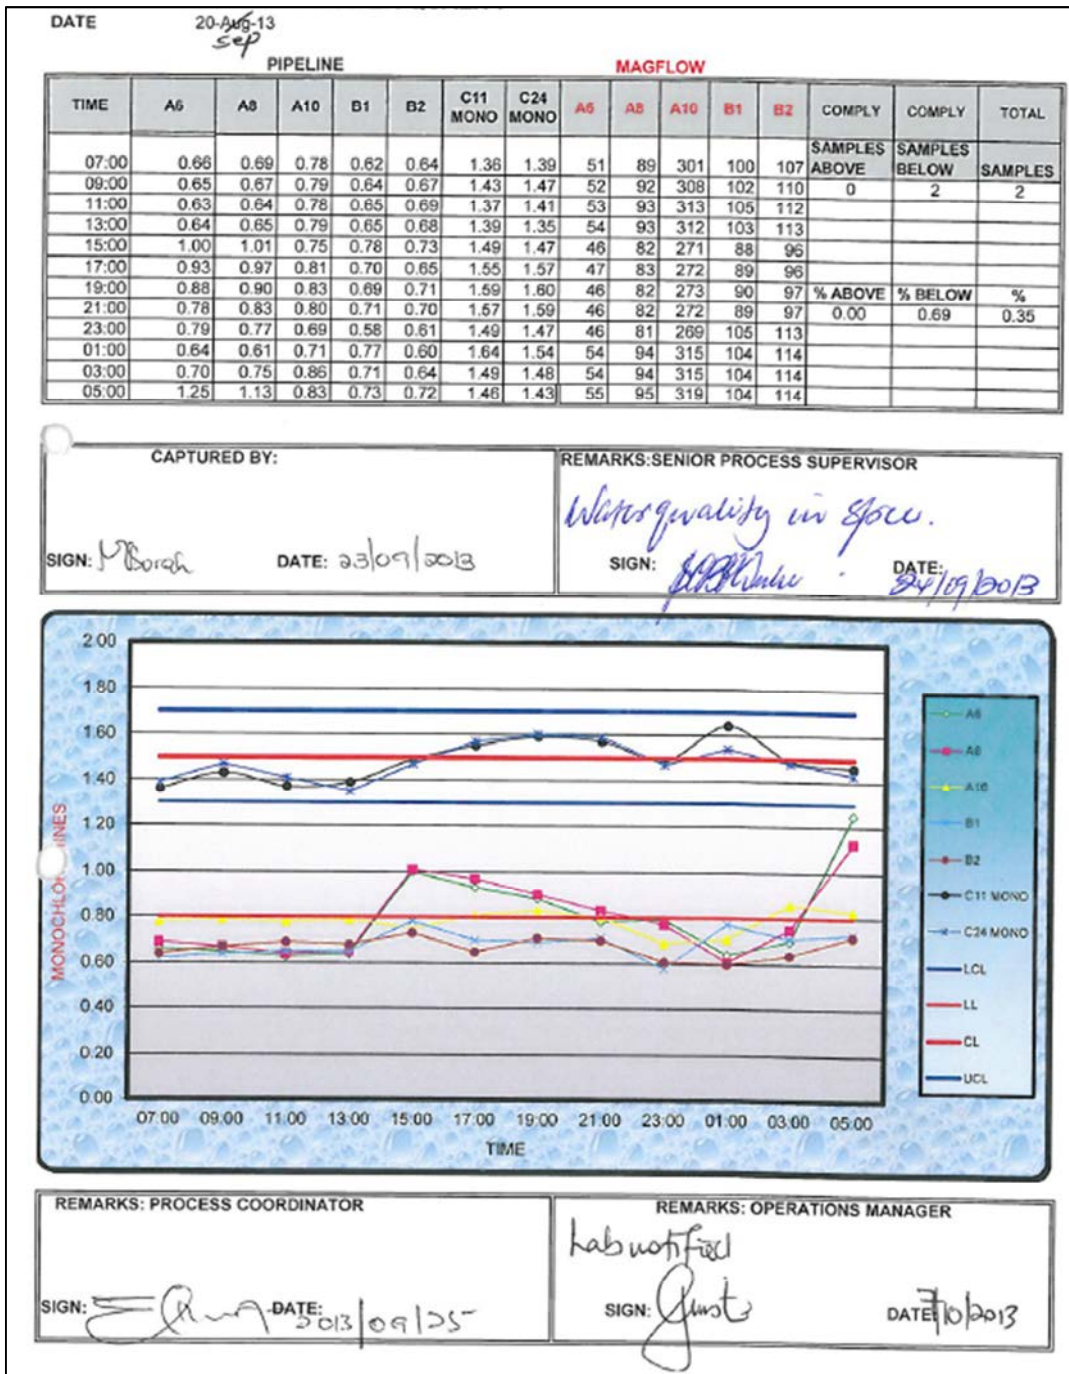 DATE 20-Aug-13
sep
PIPELINE MAGFLOW
TIME A6 A8 A10 B1 B2 C11 MONO C24 MONO A6 A8 A10 B1 B2 COMPLY COMPLY TOTAL
SAMPLES ABOVE SAMPLES BELOW SAMPLES
07:00 0.66 0.69 0.78 0.62 0.64 1.36 1.39 51 89 301 100 107
09:00 0.65 0.67 0.79 0.64 0.67 1.43 1.47 52 92 308 102 110 0 2 2
11:00 0.63 0.64 0.78 0.65 0.69 1.37 1.41 53 93 313 105 112
13:00 0.64 0.65 0.79 0.65 0.68 1.39 1.35 54 93 312 103 113
15:00 1.00 1.01 0.75 0.78 0.73 1.49 1.47 46 82 271 88 96
17:00 0.93 0.97 0.81 0.70 0.65 1.55 1.57 47 83 272 89 96
19:00 0.88 0.90 0.83 0.69 0.71 1.59 1.60 46 82 273 90 97 % ABOVE % BELOW %
21:00 0.78 0.83 0.80 0.71 0.70 1.57 1.59 46 82 272 89 97 0.00 0.69 0.35
23:00 0.79 0.77 0.69 0.58 0.61 1.49 1.47 46 81 269 105 113
01:00 0.64 0.61 0.71 0.77 0.60 1.64 1.54 54 94 315 104 114
03:00 0.70 0.75 0.86 0.71 0.64 1.49 1.48 54 94 315 104 114
05:00 1.25 1.13 0.83 0.73 0.72 1.46 1.43 55 95 319 104 114
CAPTURED BY: REMARKS:SENIOR PROCESS SUPERVISOR
Water quality in spec.
SIGN: DATE: 23/09/2013 SIGN: DATE: 24/09/2013
2.00
1.80
1.60
1.40
1.20
1.00
0.80
0.60
0.40
0.20
0.00
07:00 09:00 11:00 13:00 15:00 17:00 19:00 21:00 23:00 01:00 03:00 05:00
TIME
A6
A8
A10
B1
B2
C11 MONO
C24 MONO
LCL
LL
CL
UCL
REMARKS: PROCESS COORDINATOR REMARKS: OPERATIONS MANAGER
Lab notified
SIGN: DATE: 2013/09/25 SIGN: DATE 7/10/2013